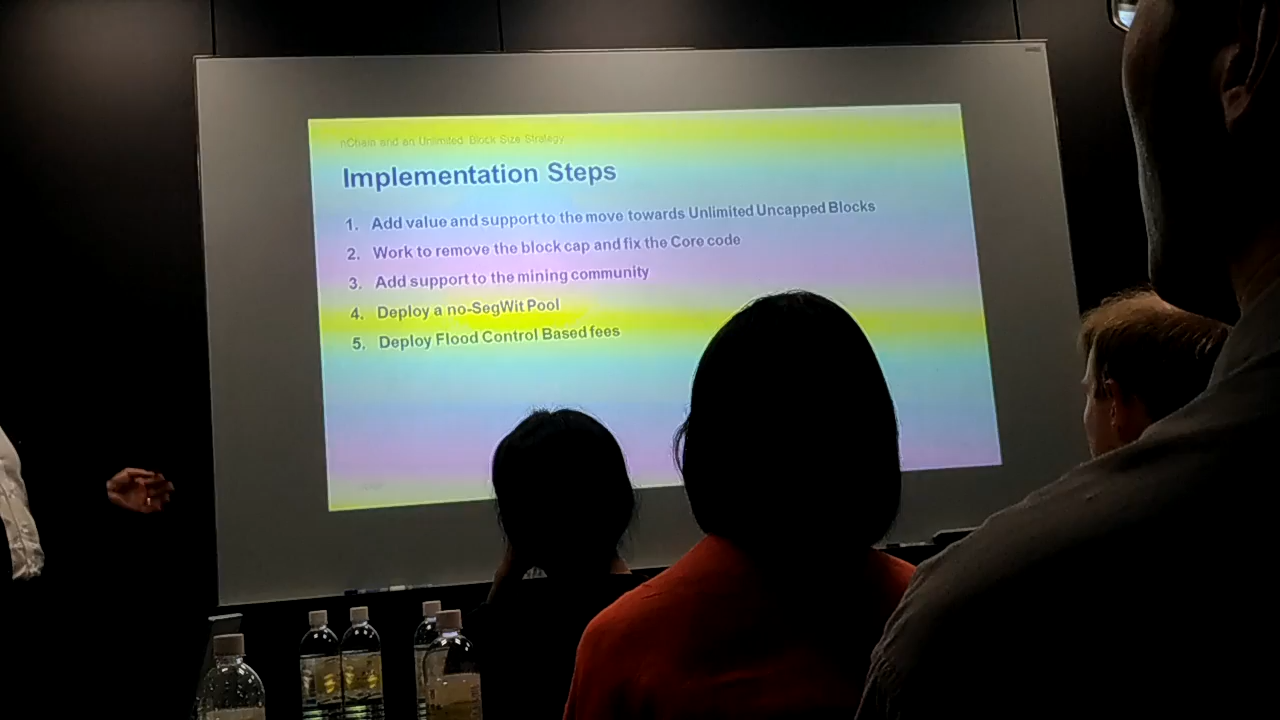 nChain and an Unlimited Block Size Strategy
Implementation Steps
1. Add value and support to the move towards Unlimited Uncapped Blocks
2. Work to remove the block cap and fix the Core code
3. Add support to the mining community
4. Deploy a no-SegWit Pool
5. Deploy Flood Control Based fees